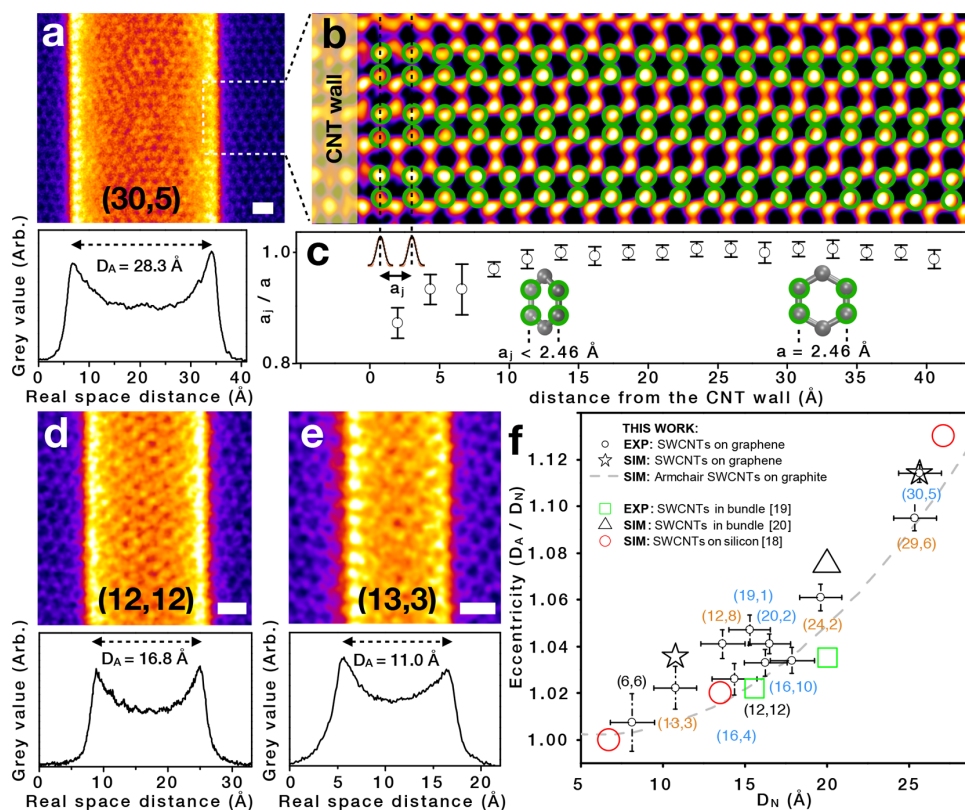 a
(30,5)
b
CNT wall
Grey value (Arb.)
D_A = 28.3 Å
0 10 20 30 40
Real space distance (Å)
a_j / a
1.0
0.8
c
a_j
a_j < 2.46 Å
a = 2.46 Å
0 5 10 15 20 25 30 35 40
distance from the CNT wall (Å)
d
(12,12)
Grey value (Arb.)
D_A = 16.8 Å
0 10 20 30
Real space distance (Å)
e
(13,3)
Grey value (Arb.)
D_A = 11.0 Å
0 5 10 15 20
Real space distance (Å)
f
THIS WORK:
EXP: SWCNTs on graphene
SIM: SWCNTs on graphene
SIM: Armchair SWCNTs on graphite
EXP: SWCNTs in bundle [19]
SIM: SWCNTs in bundle [20]
SIM: SWCNTs on silicon [18]
Eccentricity (D_A / D_N)
1.12
1.10
1.08
1.06
1.04
1.02
1.00
(30,5)
(29,6)
(19,1)
(12,8)
(20,2)
(24,2)
(6,6)
(16,10)
(13,3)
(12,12)
(16,4)
5 10 15 20 25
D_N (Å)